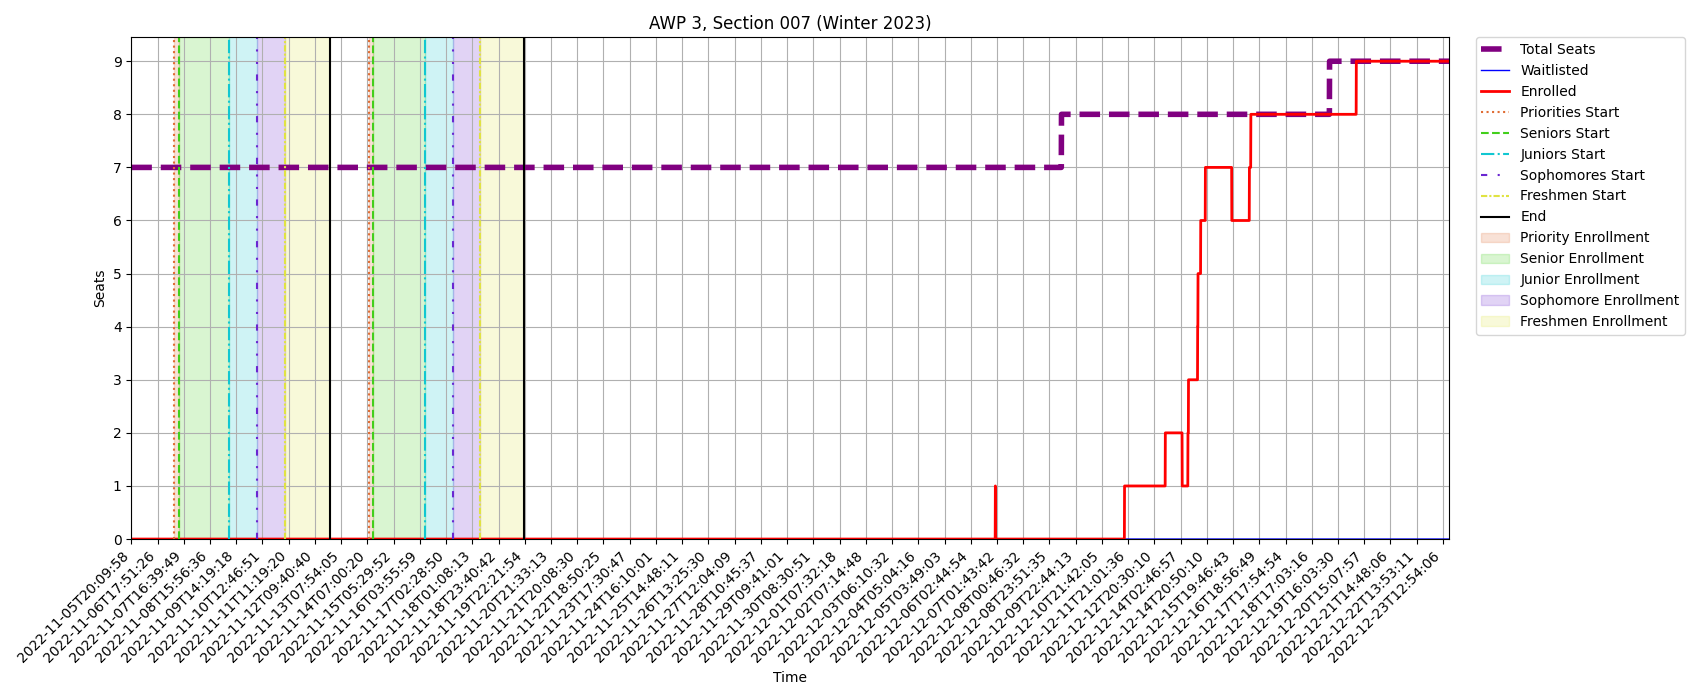 AWP 3, Section 007 (Winter 2023)
Seats
9
8
7
6
5
4
3
2
1
0
2022-11-05T20:09:58
2022-11-06T17:51:26
2022-11-07T16:39:49
2022-11-08T15:56:36
2022-11-09T14:19:18
2022-11-10T12:46:51
2022-11-11T11:19:20
2022-11-12T09:40:40
2022-11-13T07:54:05
2022-11-14T07:00:20
2022-11-15T05:29:52
2022-11-16T03:55:59
2022-11-17T02:28:50
2022-11-18T01:08:13
2022-11-18T23:40:42
2022-11-19T22:21:54
2022-11-20T21:33:13
2022-11-21T20:08:30
2022-11-22T18:50:25
2022-11-23T17:30:47
2022-11-24T16:10:01
2022-11-25T14:48:11
2022-11-26T13:25:30
2022-11-27T12:04:09
2022-11-28T10:45:37
2022-11-29T09:41:01
2022-11-30T08:30:51
2022-12-01T07:32:18
2022-12-02T07:14:48
2022-12-03T06:10:32
2022-12-04T05:04:16
2022-12-05T03:49:03
2022-12-06T02:44:54
2022-12-07T01:43:42
2022-12-08T00:46:32
2022-12-08T23:51:35
2022-12-09T22:44:13
2022-12-10T21:42:05
2022-12-11T21:01:36
2022-12-12T20:30:10
2022-12-14T02:46:57
2022-12-14T20:50:10
2022-12-15T19:46:43
2022-12-16T18:56:49
2022-12-17T17:54:54
2022-12-18T17:03:16
2022-12-19T16:03:30
2022-12-20T15:07:57
2022-12-21T14:48:06
2022-12-22T13:53:11
2022-12-23T12:54:06
Time
Total Seats
Waitlisted
Enrolled
Priorities Start
Seniors Start
Juniors Start
Sophomores Start
Freshmen Start
End
Priority Enrollment
Senior Enrollment
Junior Enrollment
Sophomore Enrollment
Freshmen Enrollment